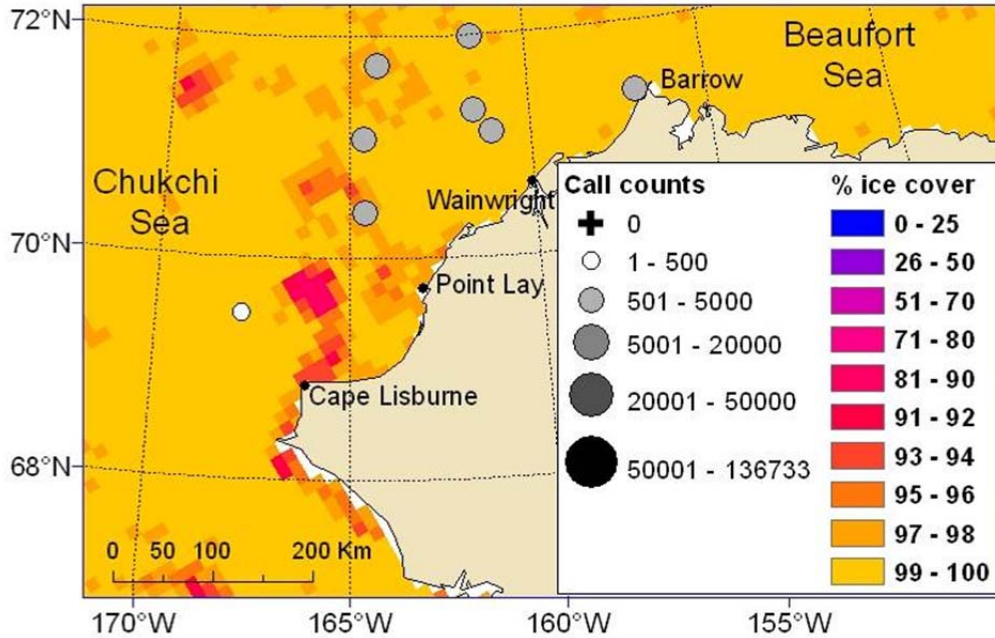 72°N
Beaufort
Sea
Barrow
Chukchi
Sea
Wainwright
70°N
Point Lay
Cape Lisburne
68°N
0 50 100 200 Km
170°W 165°W 160°W 155°W
Call counts
0
1 - 500
501 - 5000
5001 - 20000
20001 - 50000
50001 - 136733
% ice cover
0 - 25
26 - 50
51 - 70
71 - 80
81 - 90
91 - 92
93 - 94
95 - 96
97 - 98
99 - 100